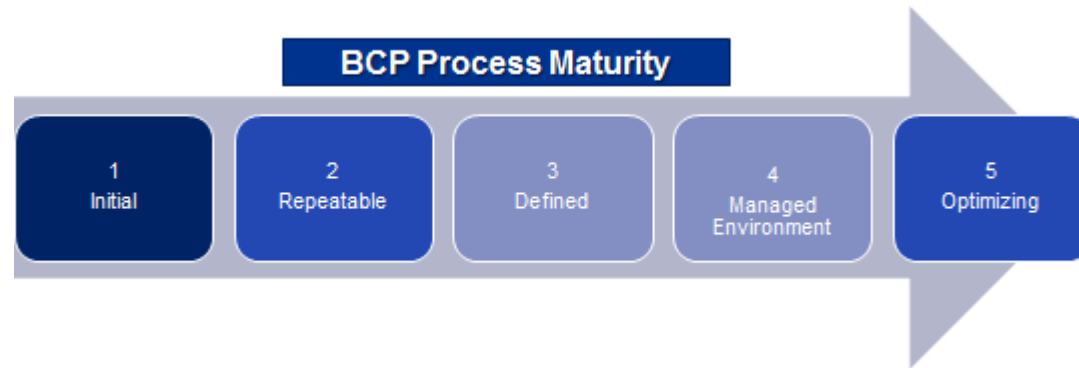 BCP Process Maturity
1
Initial
2
Repeatable
3
Defined
4
Managed
Environment
5
Optimizing